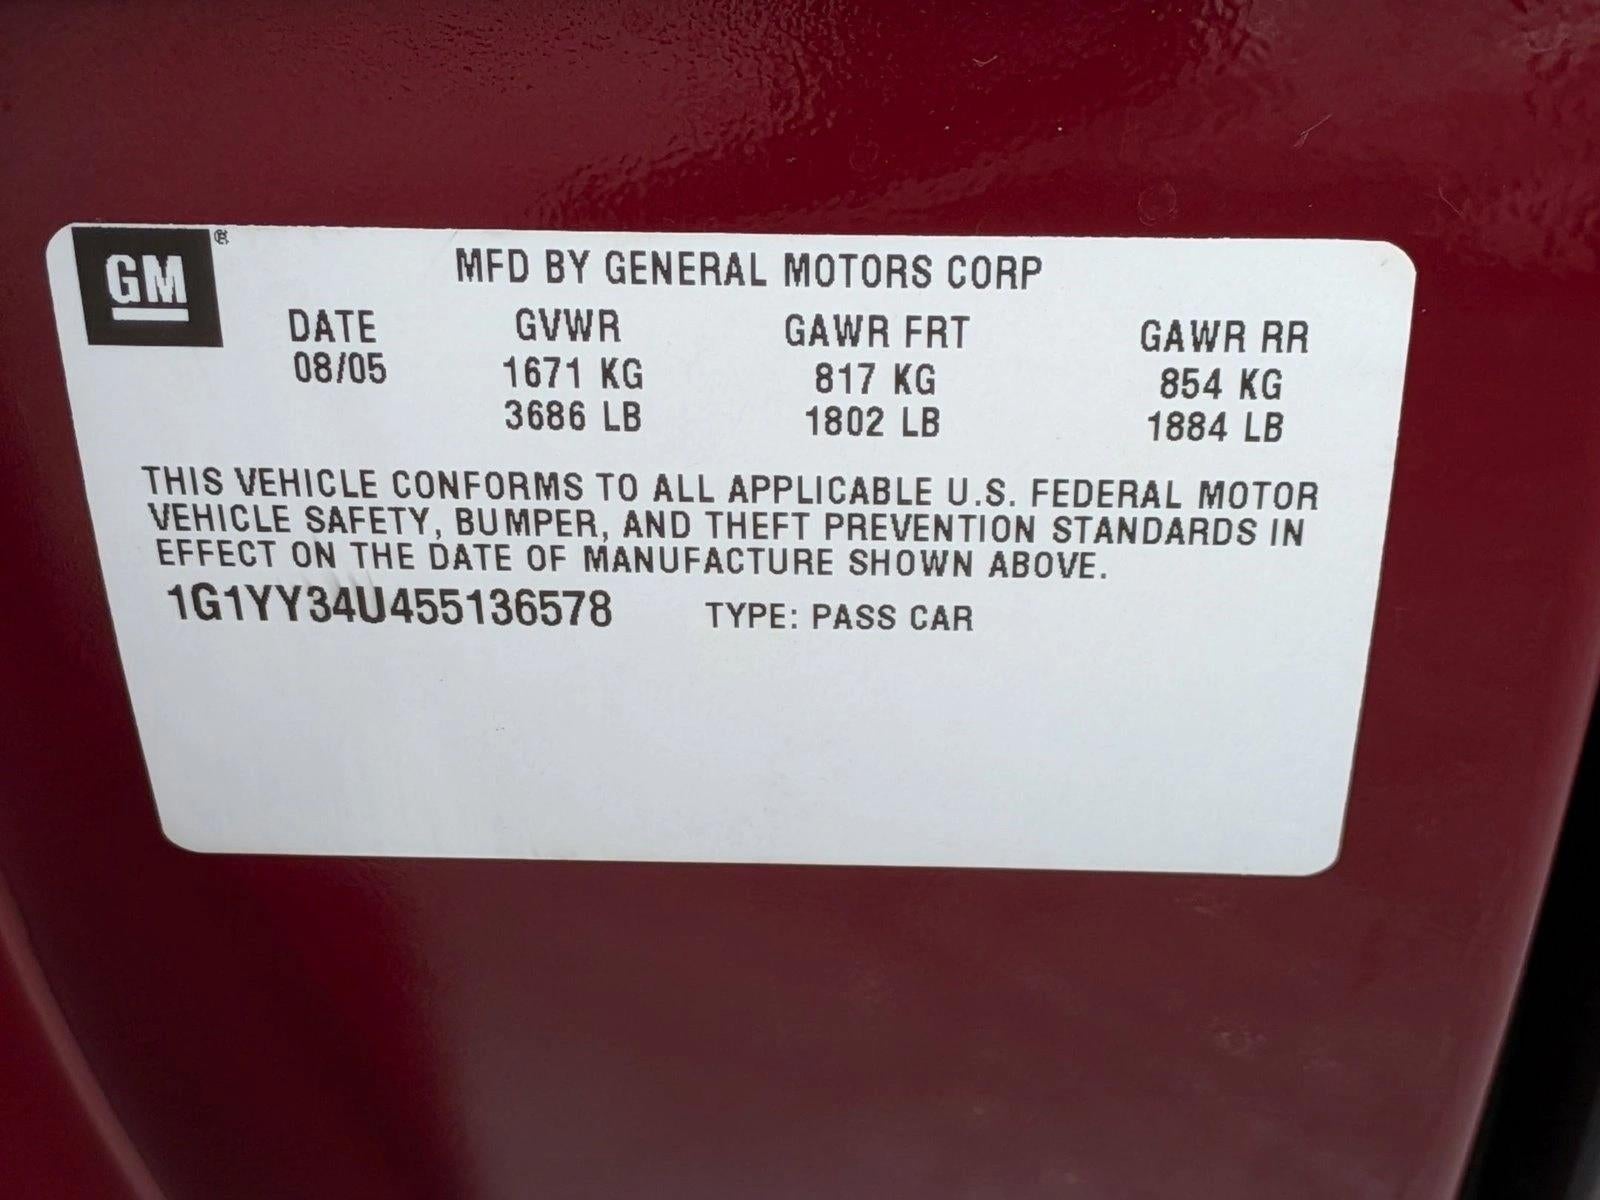 GM ®
MFD BY GENERAL MOTORS CORP
DATE GVWR GAWR FRT GAWR RR
08/05 1671 KG 817 KG 854 KG
3686 LB 1802 LB 1884 LB
THIS VEHICLE CONFORMS TO ALL APPLICABLE U.S. FEDERAL MOTOR
VEHICLE SAFETY, BUMPER, AND THEFT PREVENTION STANDARDS IN
EFFECT ON THE DATE OF MANUFACTURE SHOWN ABOVE.
1G1YY34U455136578 TYPE: PASS CAR